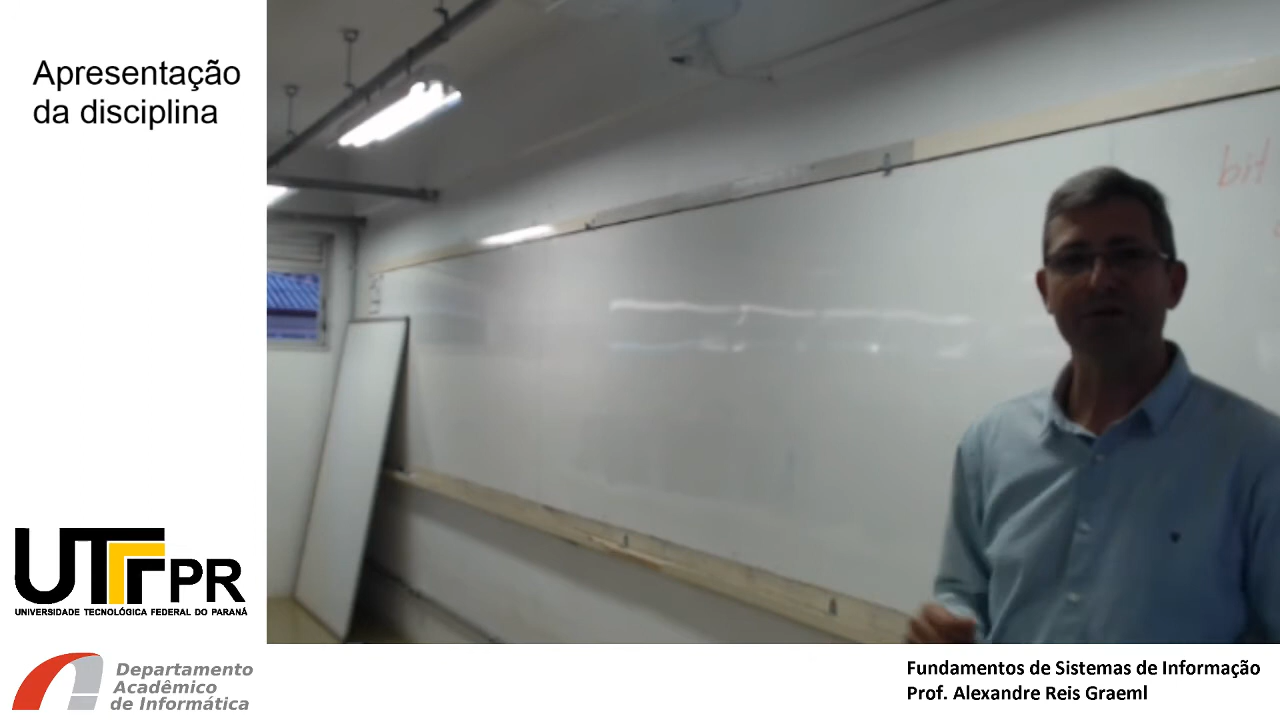 Apresentação
da disciplina
bit
UTFPR
UNIVERSIDADE TECNOLÓGICA FEDERAL DO PARANÁ
Departamento
Acadêmico
de Informática
Fundamentos de Sistemas de Informação
Prof. Alexandre Reis Graeml